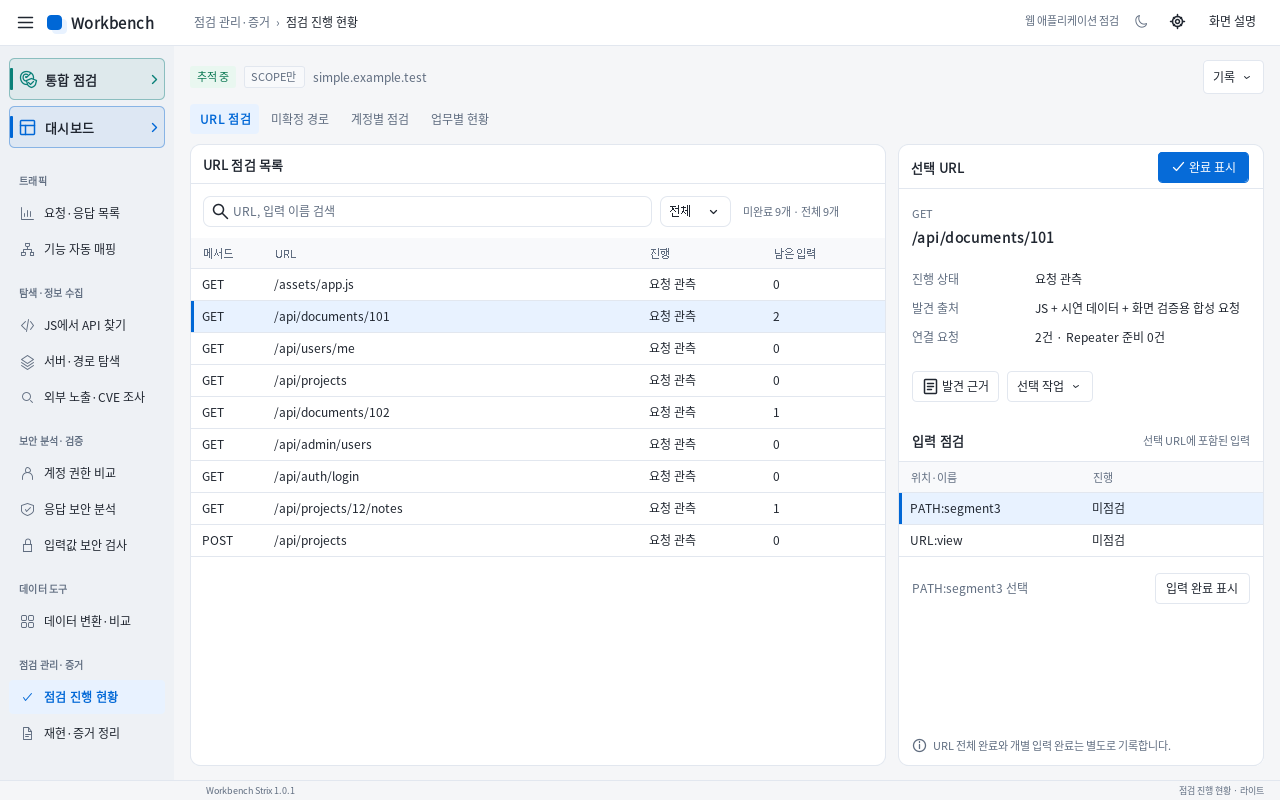 Workbench
점검 관리·증거 › 점검 진행 현황
웹 애플리케이션 점검
화면 설명
통합 점검
대시보드
트래픽
요청·응답 목록
기능 자동 매핑
탐색·정보 수집
JS에서 API 찾기
서버·경로 탐색
외부 노출·CVE 조사
보안 분석·검증
계정 권한 비교
응답 보안 분석
입력값 보안 검사
데이터 도구
데이터 변환·비교
점검 관리·증거
점검 진행 현황
재현·증거 정리
추적 중 SCOPE만 simple.example.test
기록
URL 점검 미확정 경로 계정별 점검 업무별 현황
URL 점검 목록
URL, 입력 이름 검색 전체 미완료 9개 · 전체 9개
메서드 URL 진행 남은 입력
GET /assets/app.js 요청 관측 0
GET /api/documents/101 요청 관측 2
GET /api/users/me 요청 관측 0
GET /api/projects 요청 관측 0
GET /api/documents/102 요청 관측 1
GET /api/admin/users 요청 관측 0
GET /api/auth/login 요청 관측 0
GET /api/projects/12/notes 요청 관측 1
POST /api/projects 요청 관측 0
선택 URL 완료 표시
GET
/api/documents/101
진행 상태 요청 관측
발견 출처 JS + 시연 데이터 + 화면 검증용 합성 요청
연결 요청 2건 · Repeater 준비 0건
발견 근거 선택 작업
입력 점검 선택 URL에 포함된 입력
위치·이름 진행
PATH:segment3 미점검
URL:view 미점검
PATH:segment3 선택 입력 완료 표시
URL 전체 완료와 개별 입력 완료는 별도로 기록합니다.
Workbench Strix 1.0.1
점검 진행 현황 · 라이트